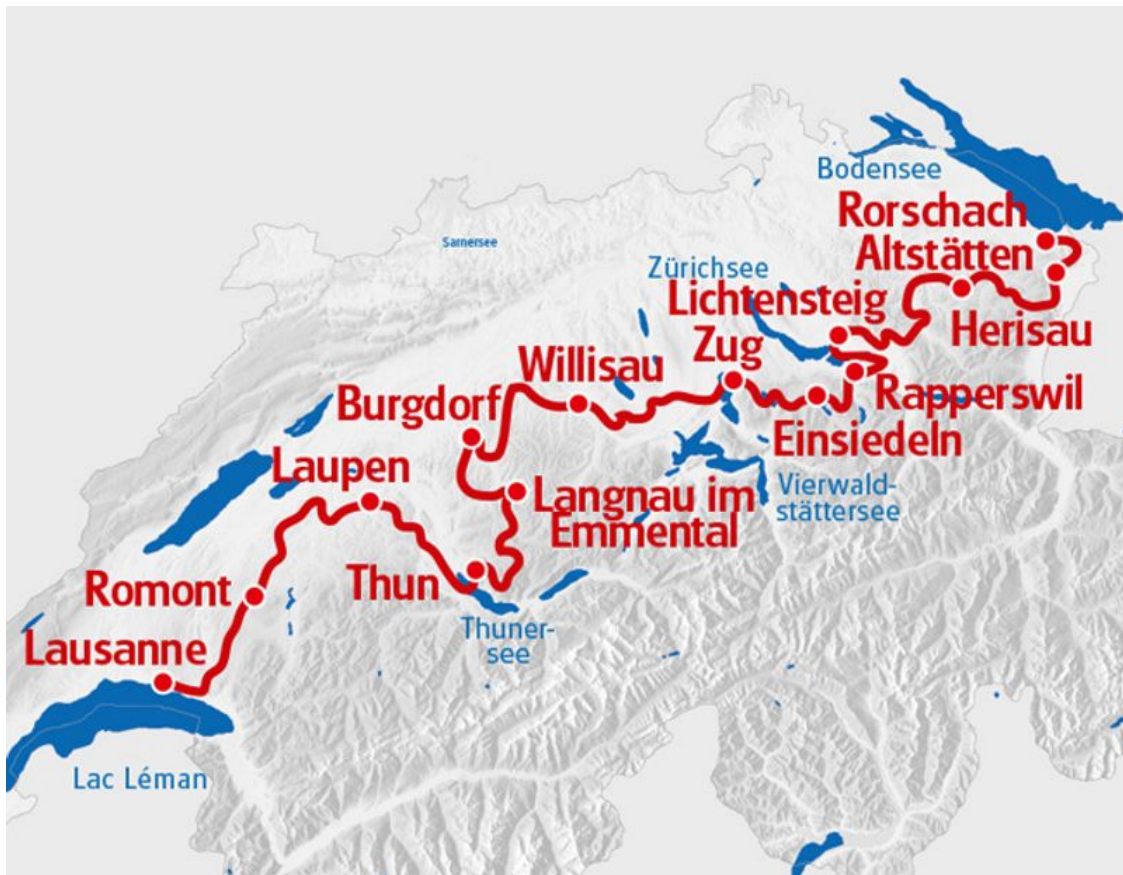 Bodensee
Rorschach
Altstätten
Zürichsee
Lichtensteig
Herisau
Zug
Willisau
Rapperswil
Burgdorf
Einsiedeln
Laupen
Vierwald-
stättersee
Langnau im
Emmental
Thun
Romont
Thuner-
see
Lausanne
Lac Léman